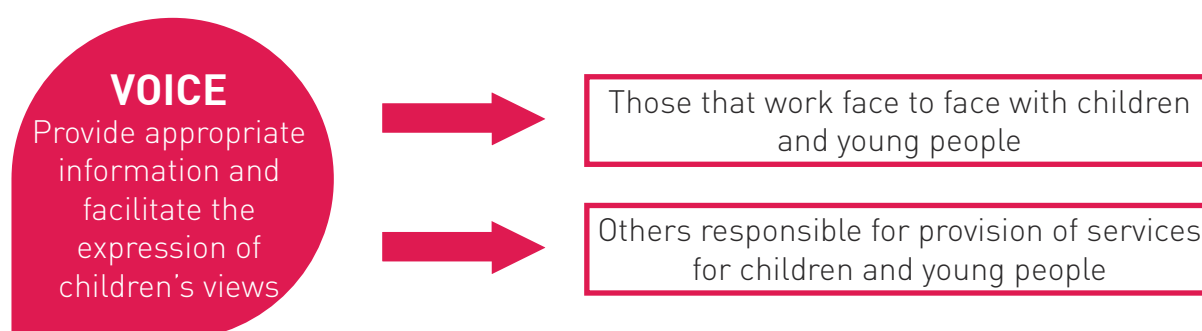 VOICE
Provide appropriate
information and
facilitate the
expression of
children’s views
Those that work face to face with children
and young people
Others responsible for provision of services
for children and young people